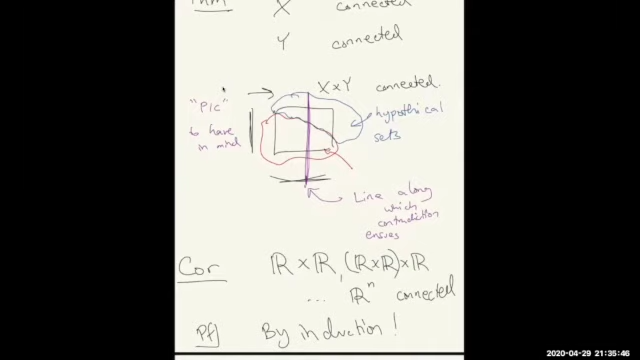 Thm X connected
Y connected
→ X×Y connected.
"PIC"
to have
in mind
hypothical
sets
Line along
which
contradiction
ensues
Cor ℝ×ℝ, (ℝ×ℝ)×ℝ
... ℝⁿ connected
Pf) By induction!
2020-04-29 21:35:46